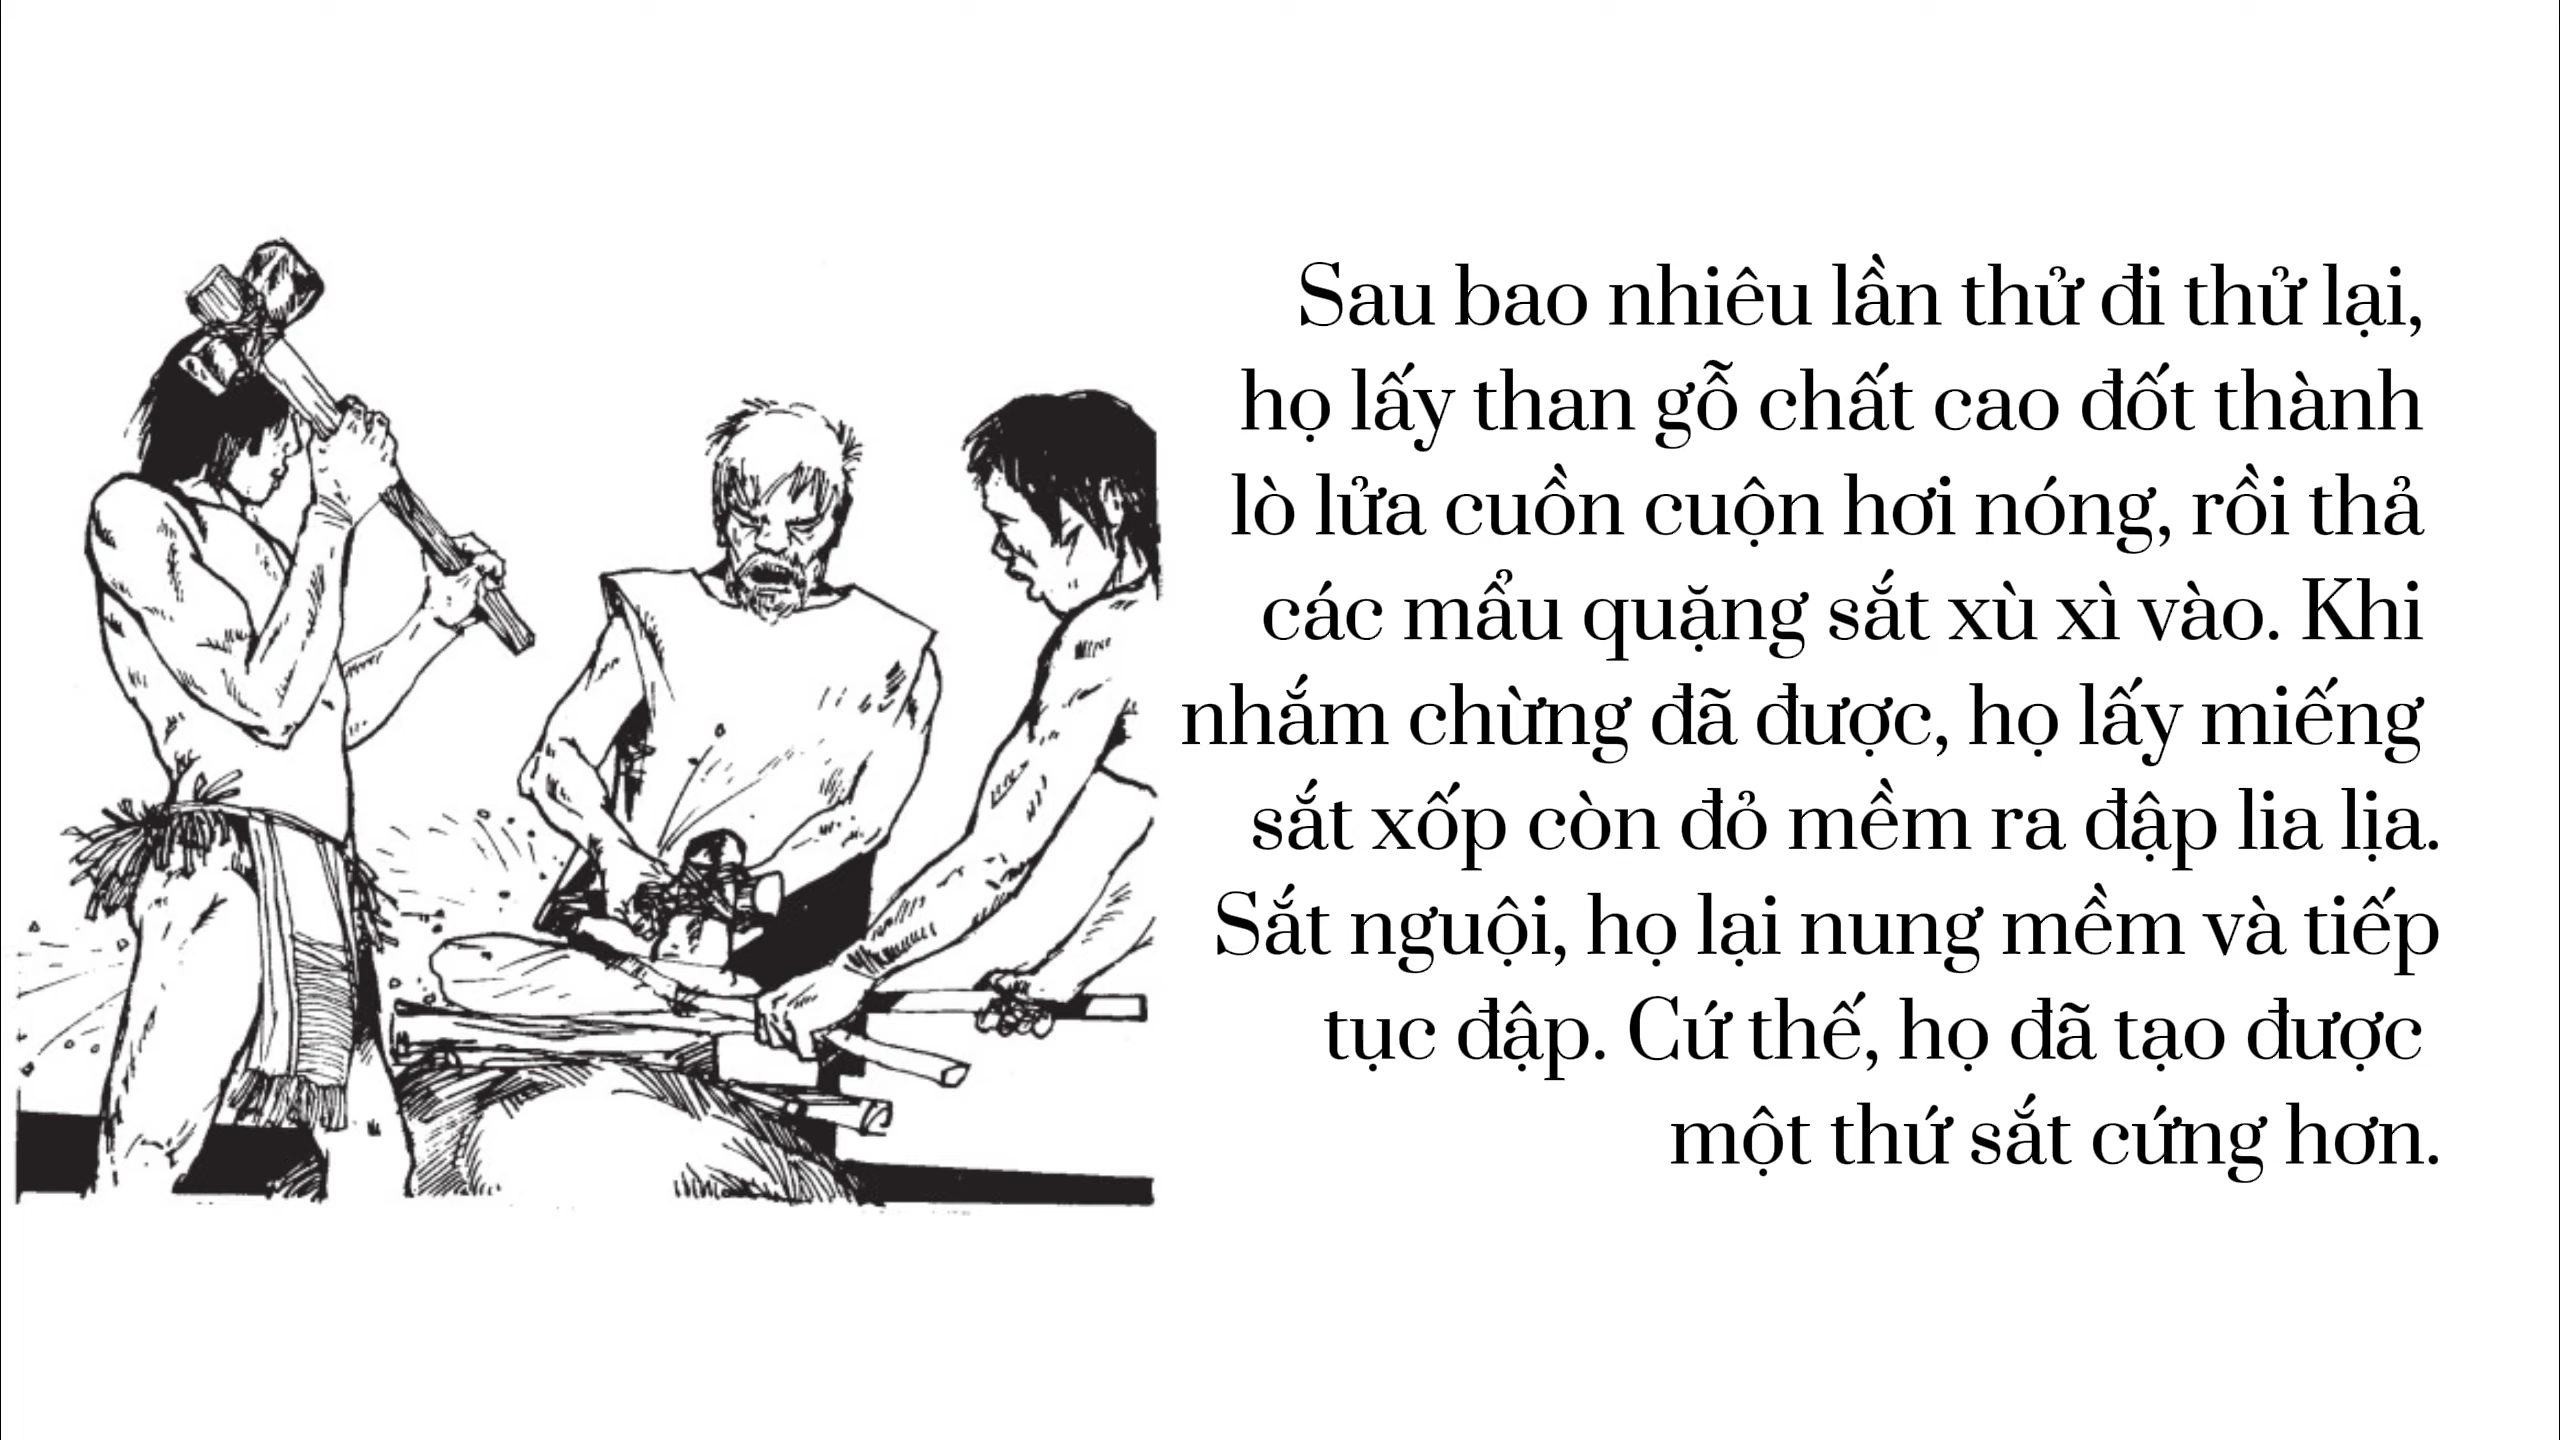 Sau bao nhiêu lần thử đi thử lại,
họ lấy than gỗ chất cao đốt thành
lò lửa cuồn cuộn hơi nóng, rồi thả
các mẩu quặng sắt xù xì vào. Khi
nhắm chừng đã được, họ lấy miếng
sắt xốp còn đỏ mềm ra đập lia lịa.
Sắt nguội, họ lại nung mềm và tiếp
tục đập. Cứ thế, họ đã tạo được
một thứ sắt cứng hơn.